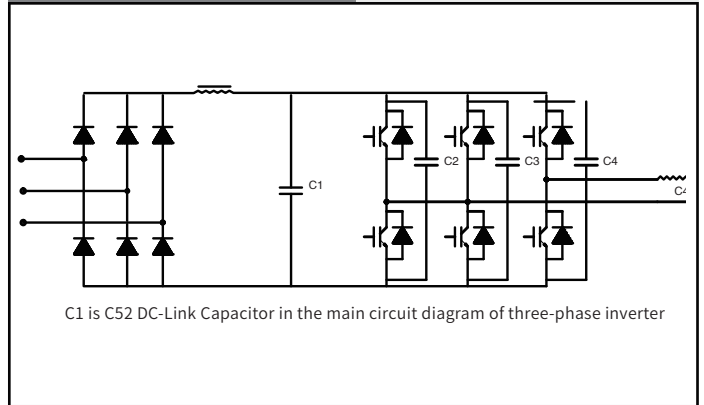 C1
C2
C3
C4
C1 is C52 DC-Link Capacitor in the main circuit diagram of three-phase inverter